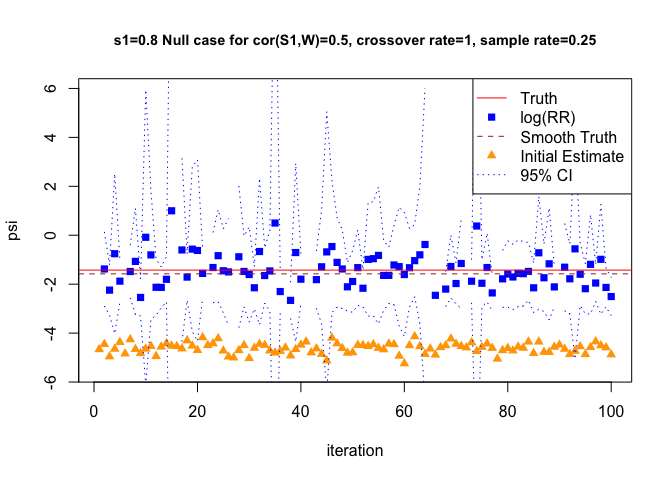 s1=0.8 Null case for cor(S1,W)=0.5, crossover rate=1, sample rate=0.25
Truth
log(RR)
Smooth Truth
Initial Estimate
95% CI
6
4
2
0
-2
-4
-6
psi
0 20 40 60 80 100
iteration